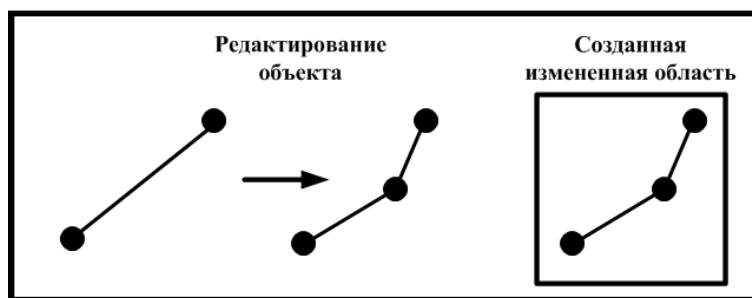 Редактирование
объекта
Созданная
измененная область